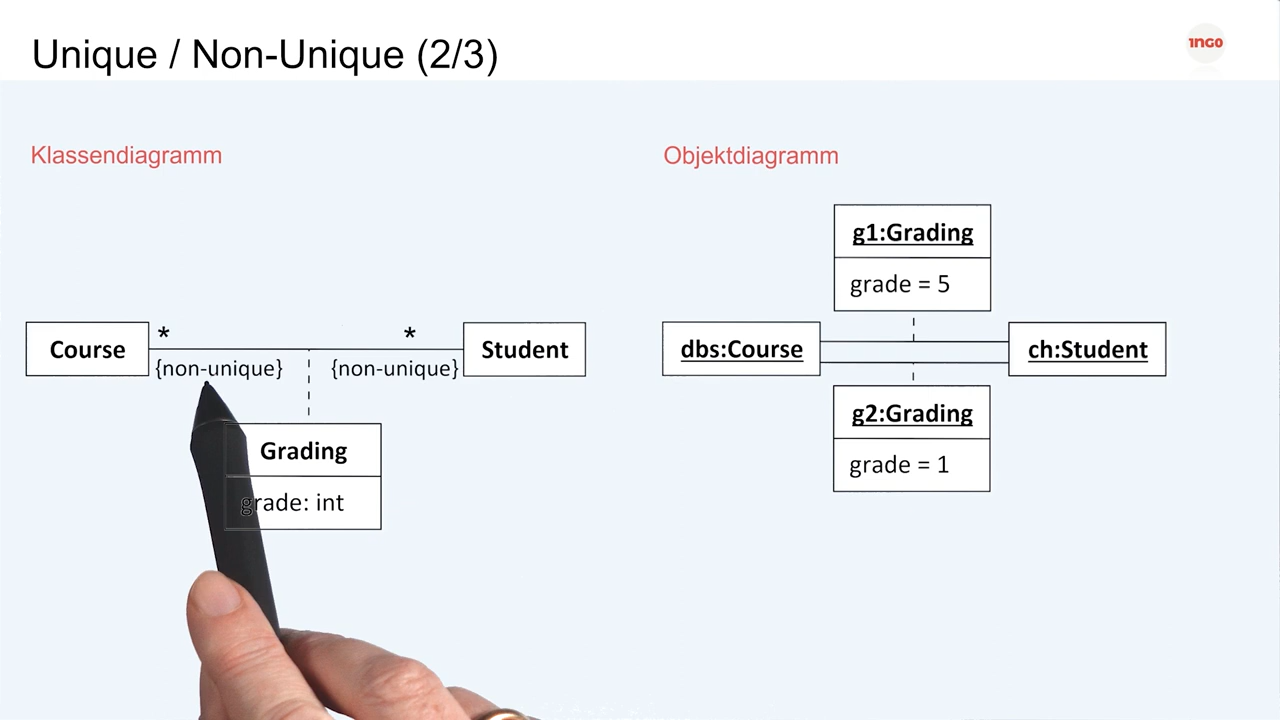 Unique / Non-Unique (2/3)
1NGO
Klassendiagramm
Objektdiagramm
g1:Grading
grade = 5
Course
*
*
{non-unique}
{non-unique}
Student
Grading
grade: int
dbs:Course
ch:Student
g2:Grading
grade = 1